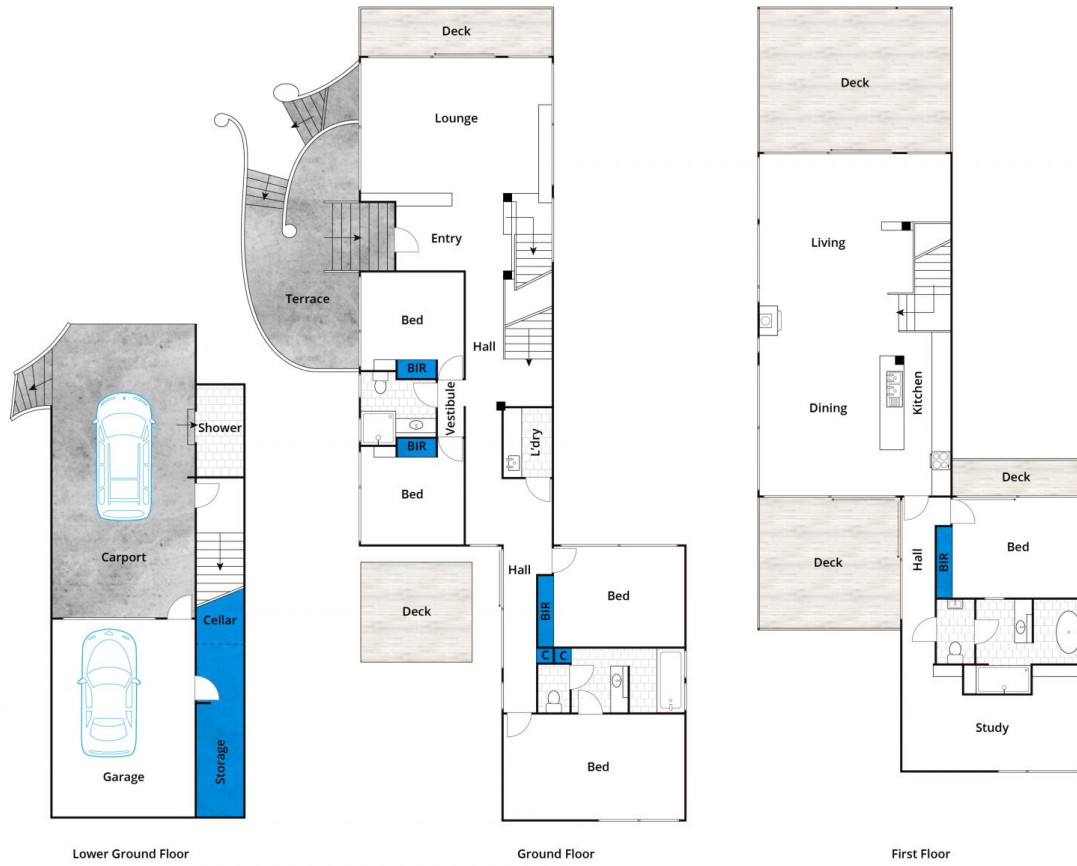 Shower
Carport
Cellar
Storage
Garage
Lower Ground Floor
Deck
Lounge
Entry
Terrace
Bed
BIR
Hall
Vestibule
BIR
Bed
L'dry
Hall
Deck
BIR
Bed
C C
Bed
Ground Floor
Deck
Living
Dining
Kitchen
Deck
Deck
Hall
BIR
Bed
Study
First Floor